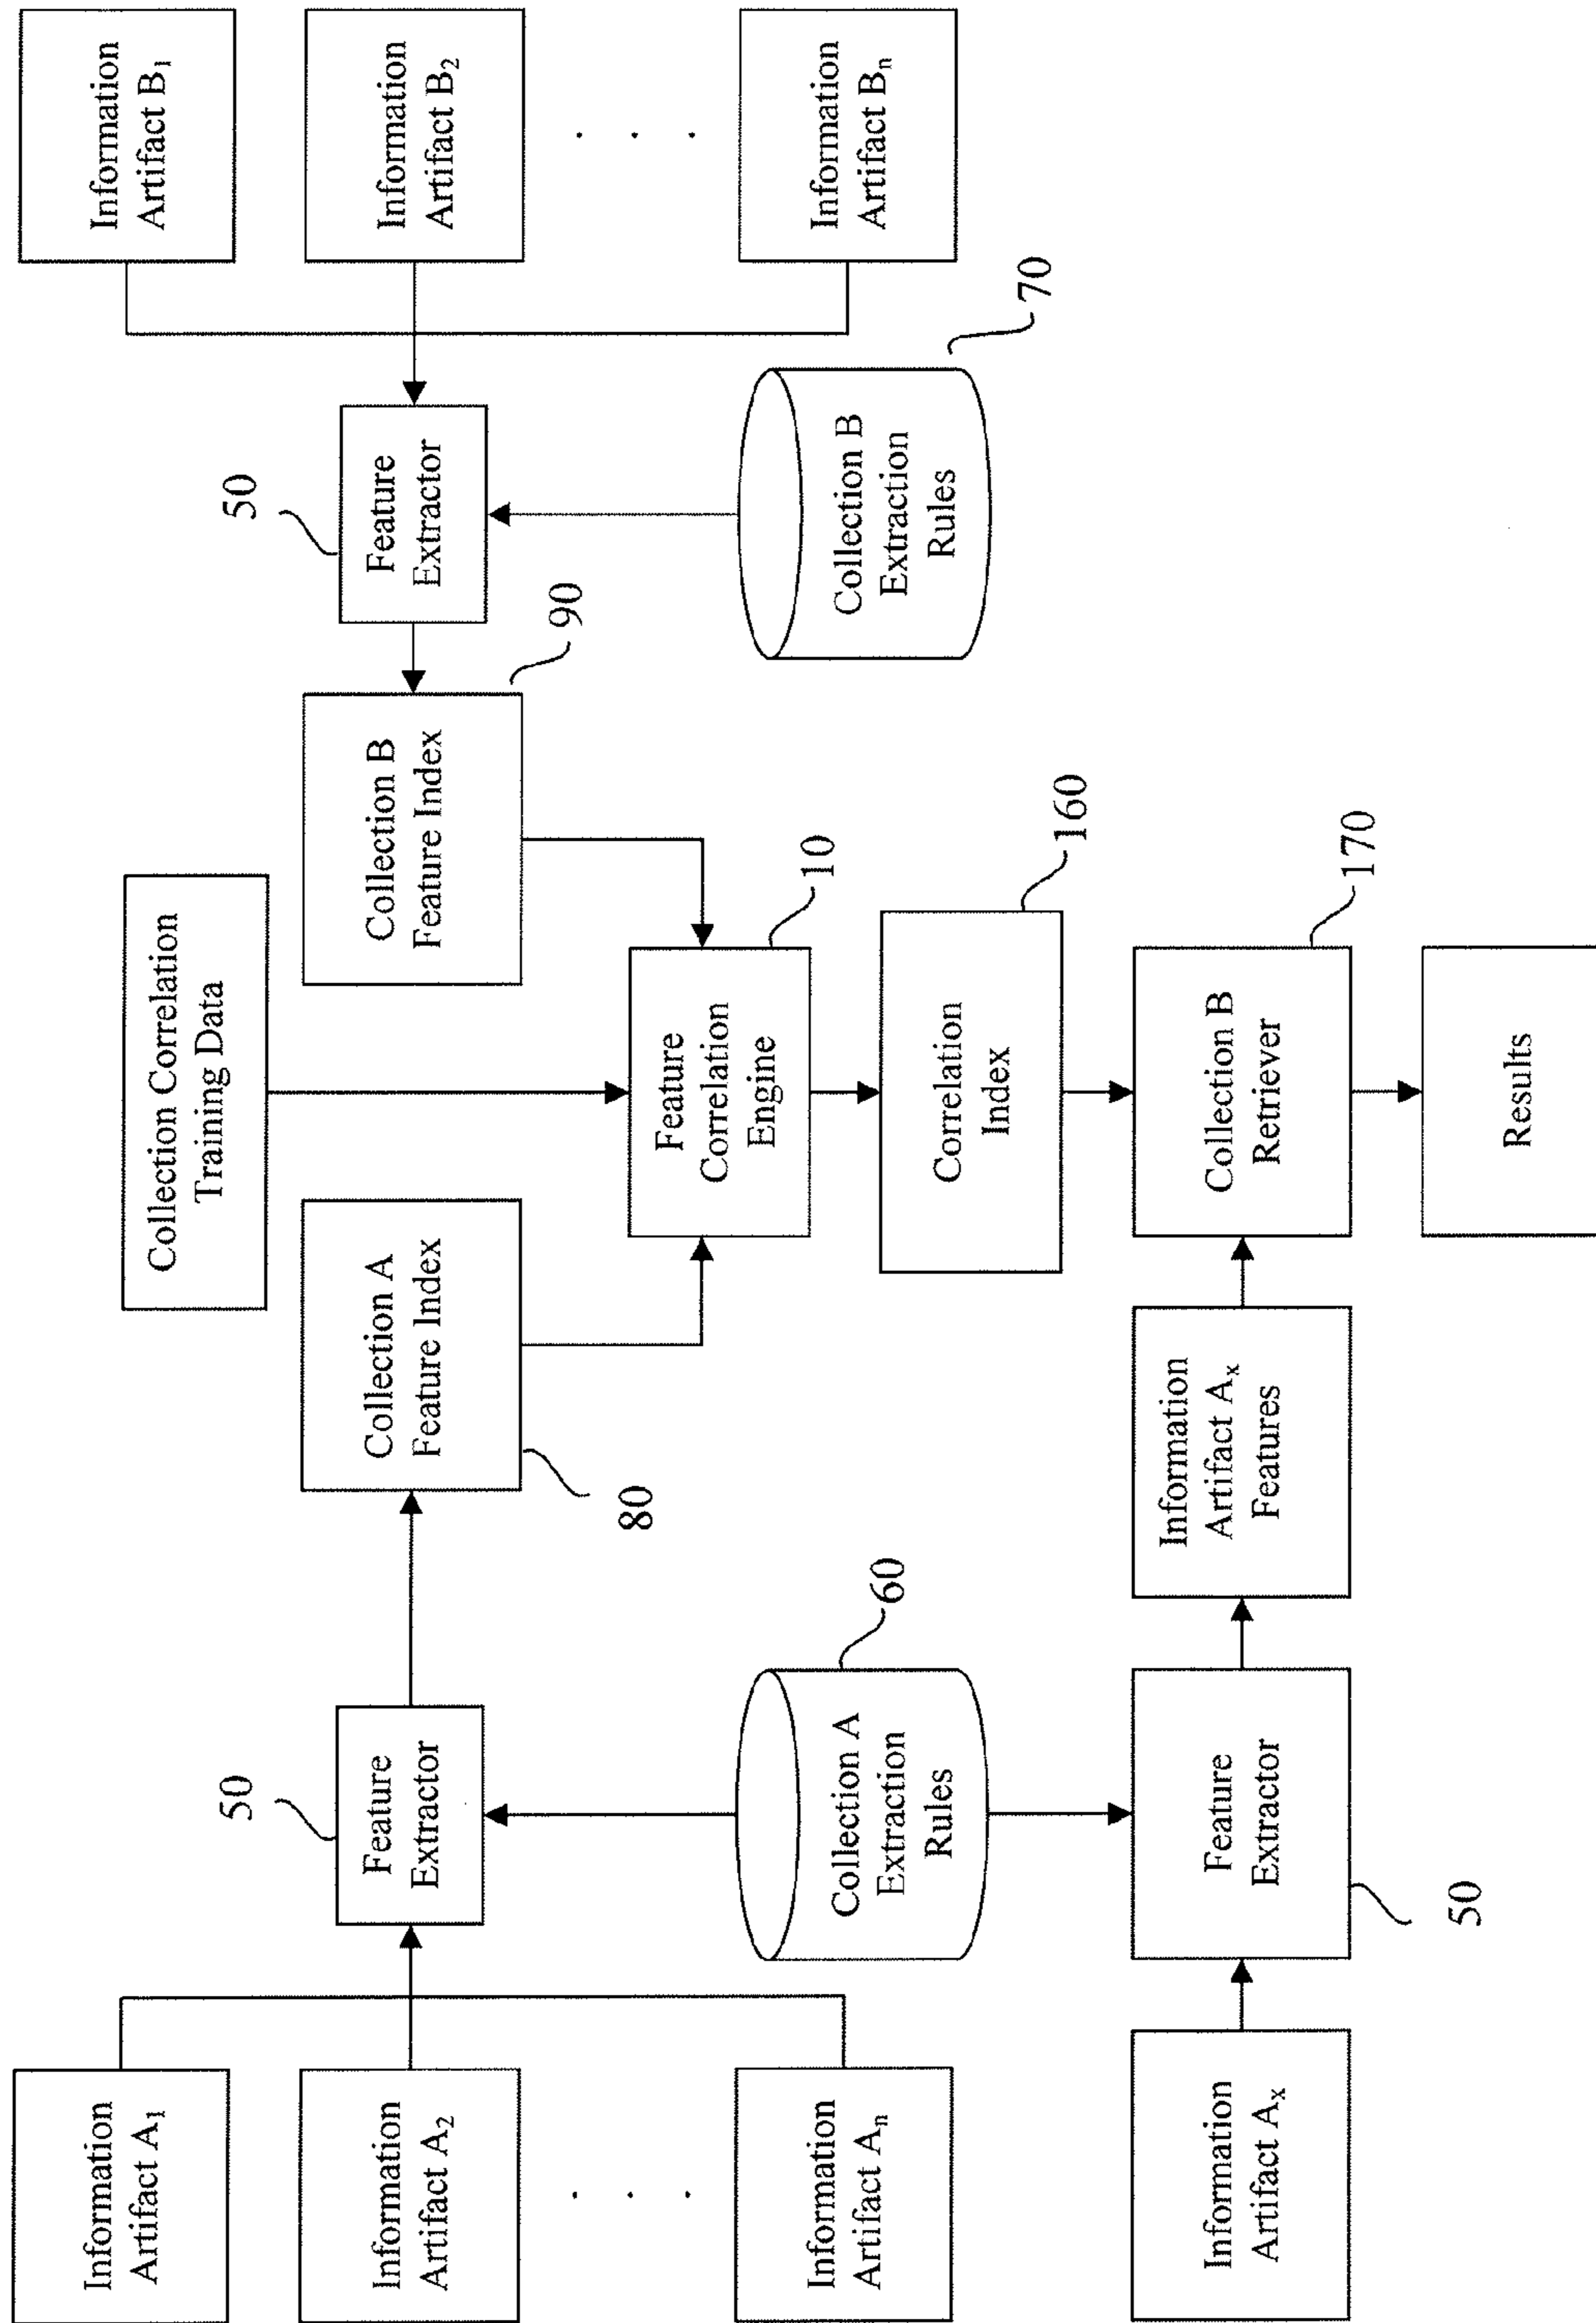 Information
Artifact A₁
Information
Artifact A₂
. . .
Information
Artifact Aₙ
50
Feature
Extractor
Collection A
Extraction
Rules
60
80
Collection A
Feature Index
Collection Correlation
Training Data
Collection B
Feature Index
90
50
Feature
Extractor
Collection B
Extraction
Rules
70
Information
Artifact B₁
Information
Artifact B₂
. . .
Information
Artifact Bₙ
Feature
Correlation
Engine
10
Correlation
Index
160
Information
Artifact Aₓ
Feature
Extractor
50
Information
Artifact Aₓ
Features
Collection B
Retriever
170
Results